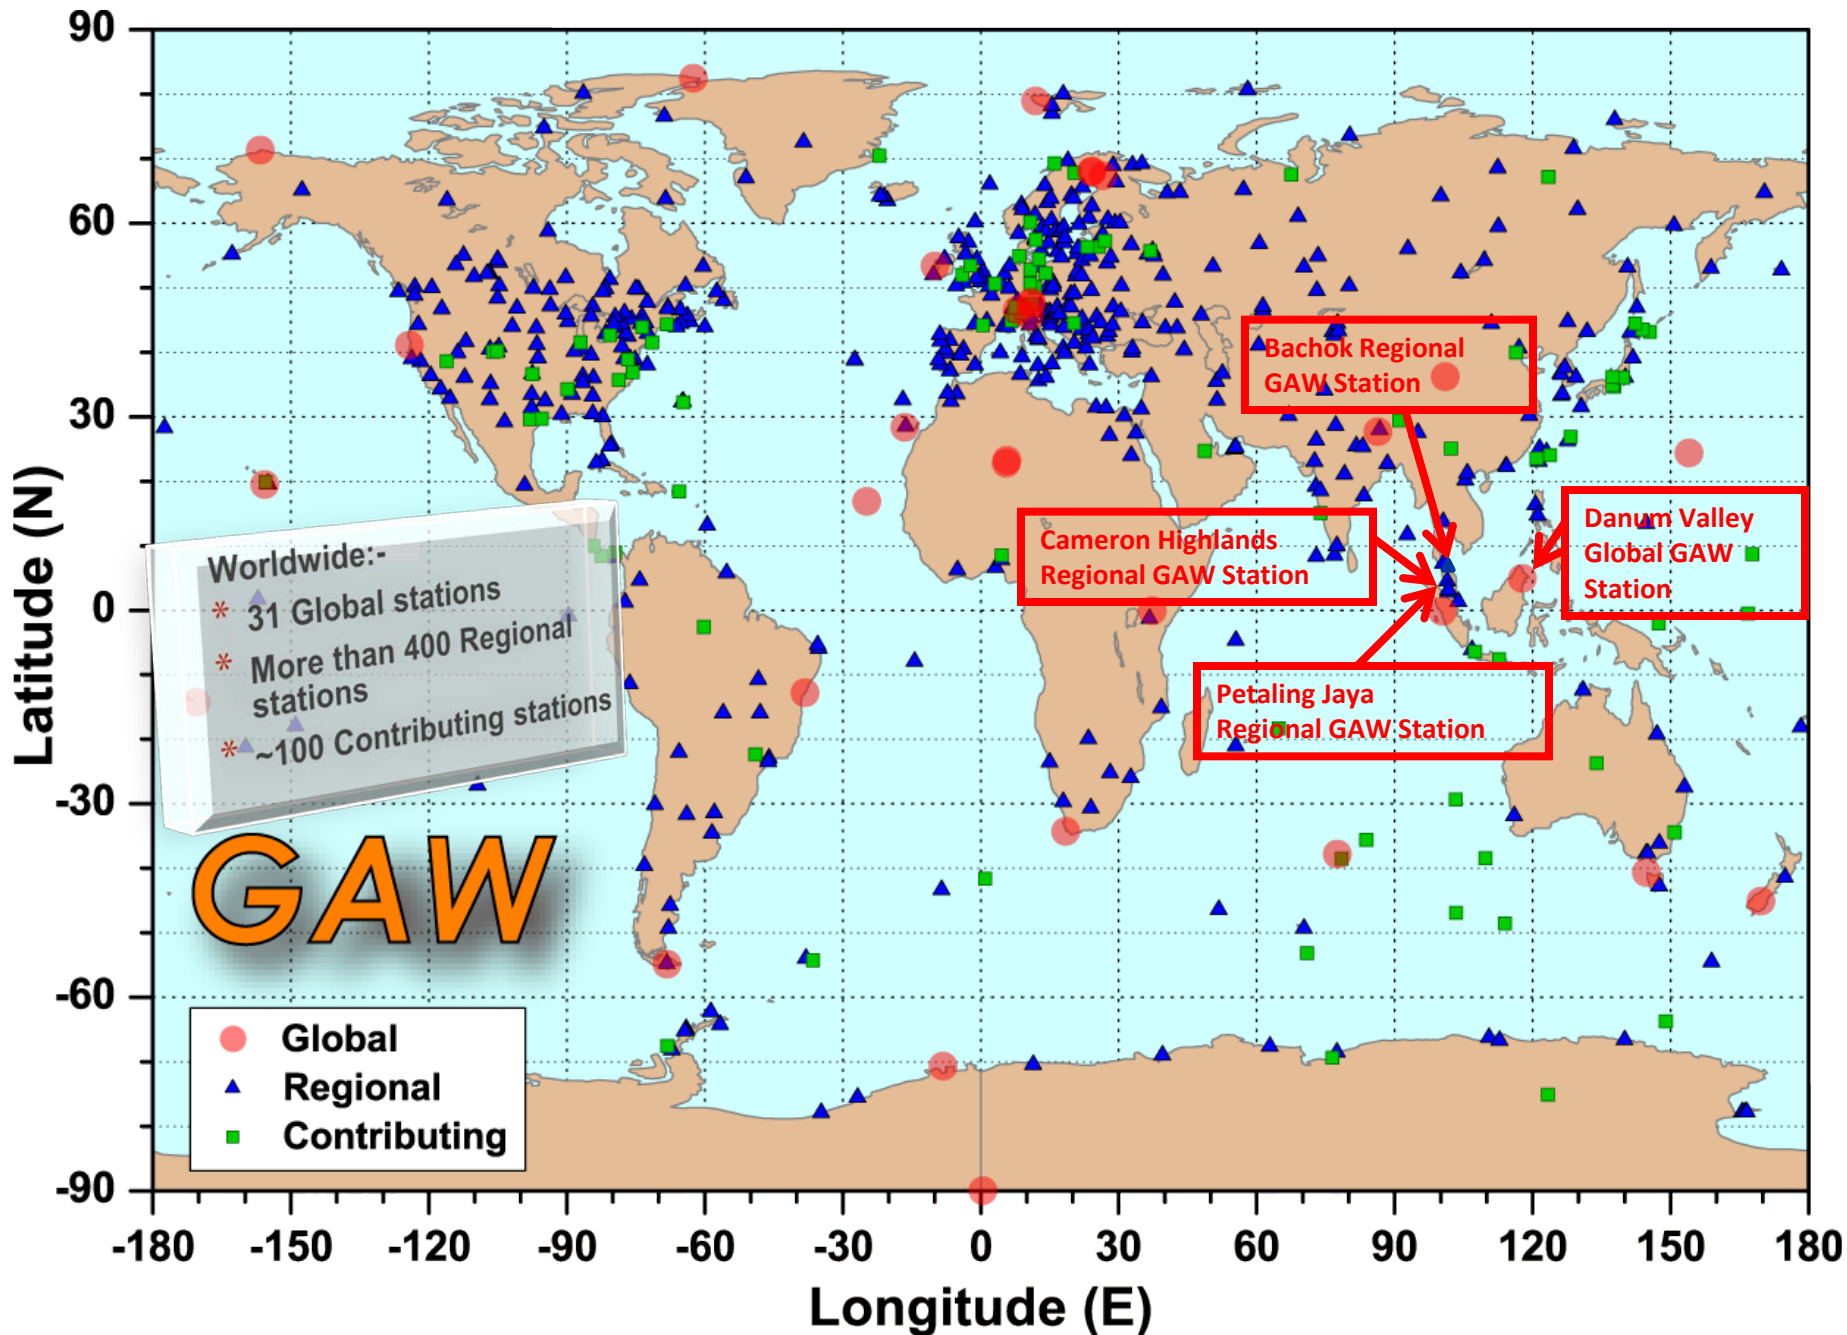 90
60
30
0
-30
-60
-90
Latitude (N)
Bachok Regional
GAW Station
Cameron Highlands
Regional GAW Station
Danum Valley
Global GAW
Station
Petaling Jaya
Regional GAW Station
Worldwide:-
* 31 Global stations
* More than 400 Regional
stations
* ~100 Contributing stations
GAW
Global
Regional
Contributing
-180 -150 -120 -90 -60 -30 0 30 60 90 120 150 180
Longitude (E)